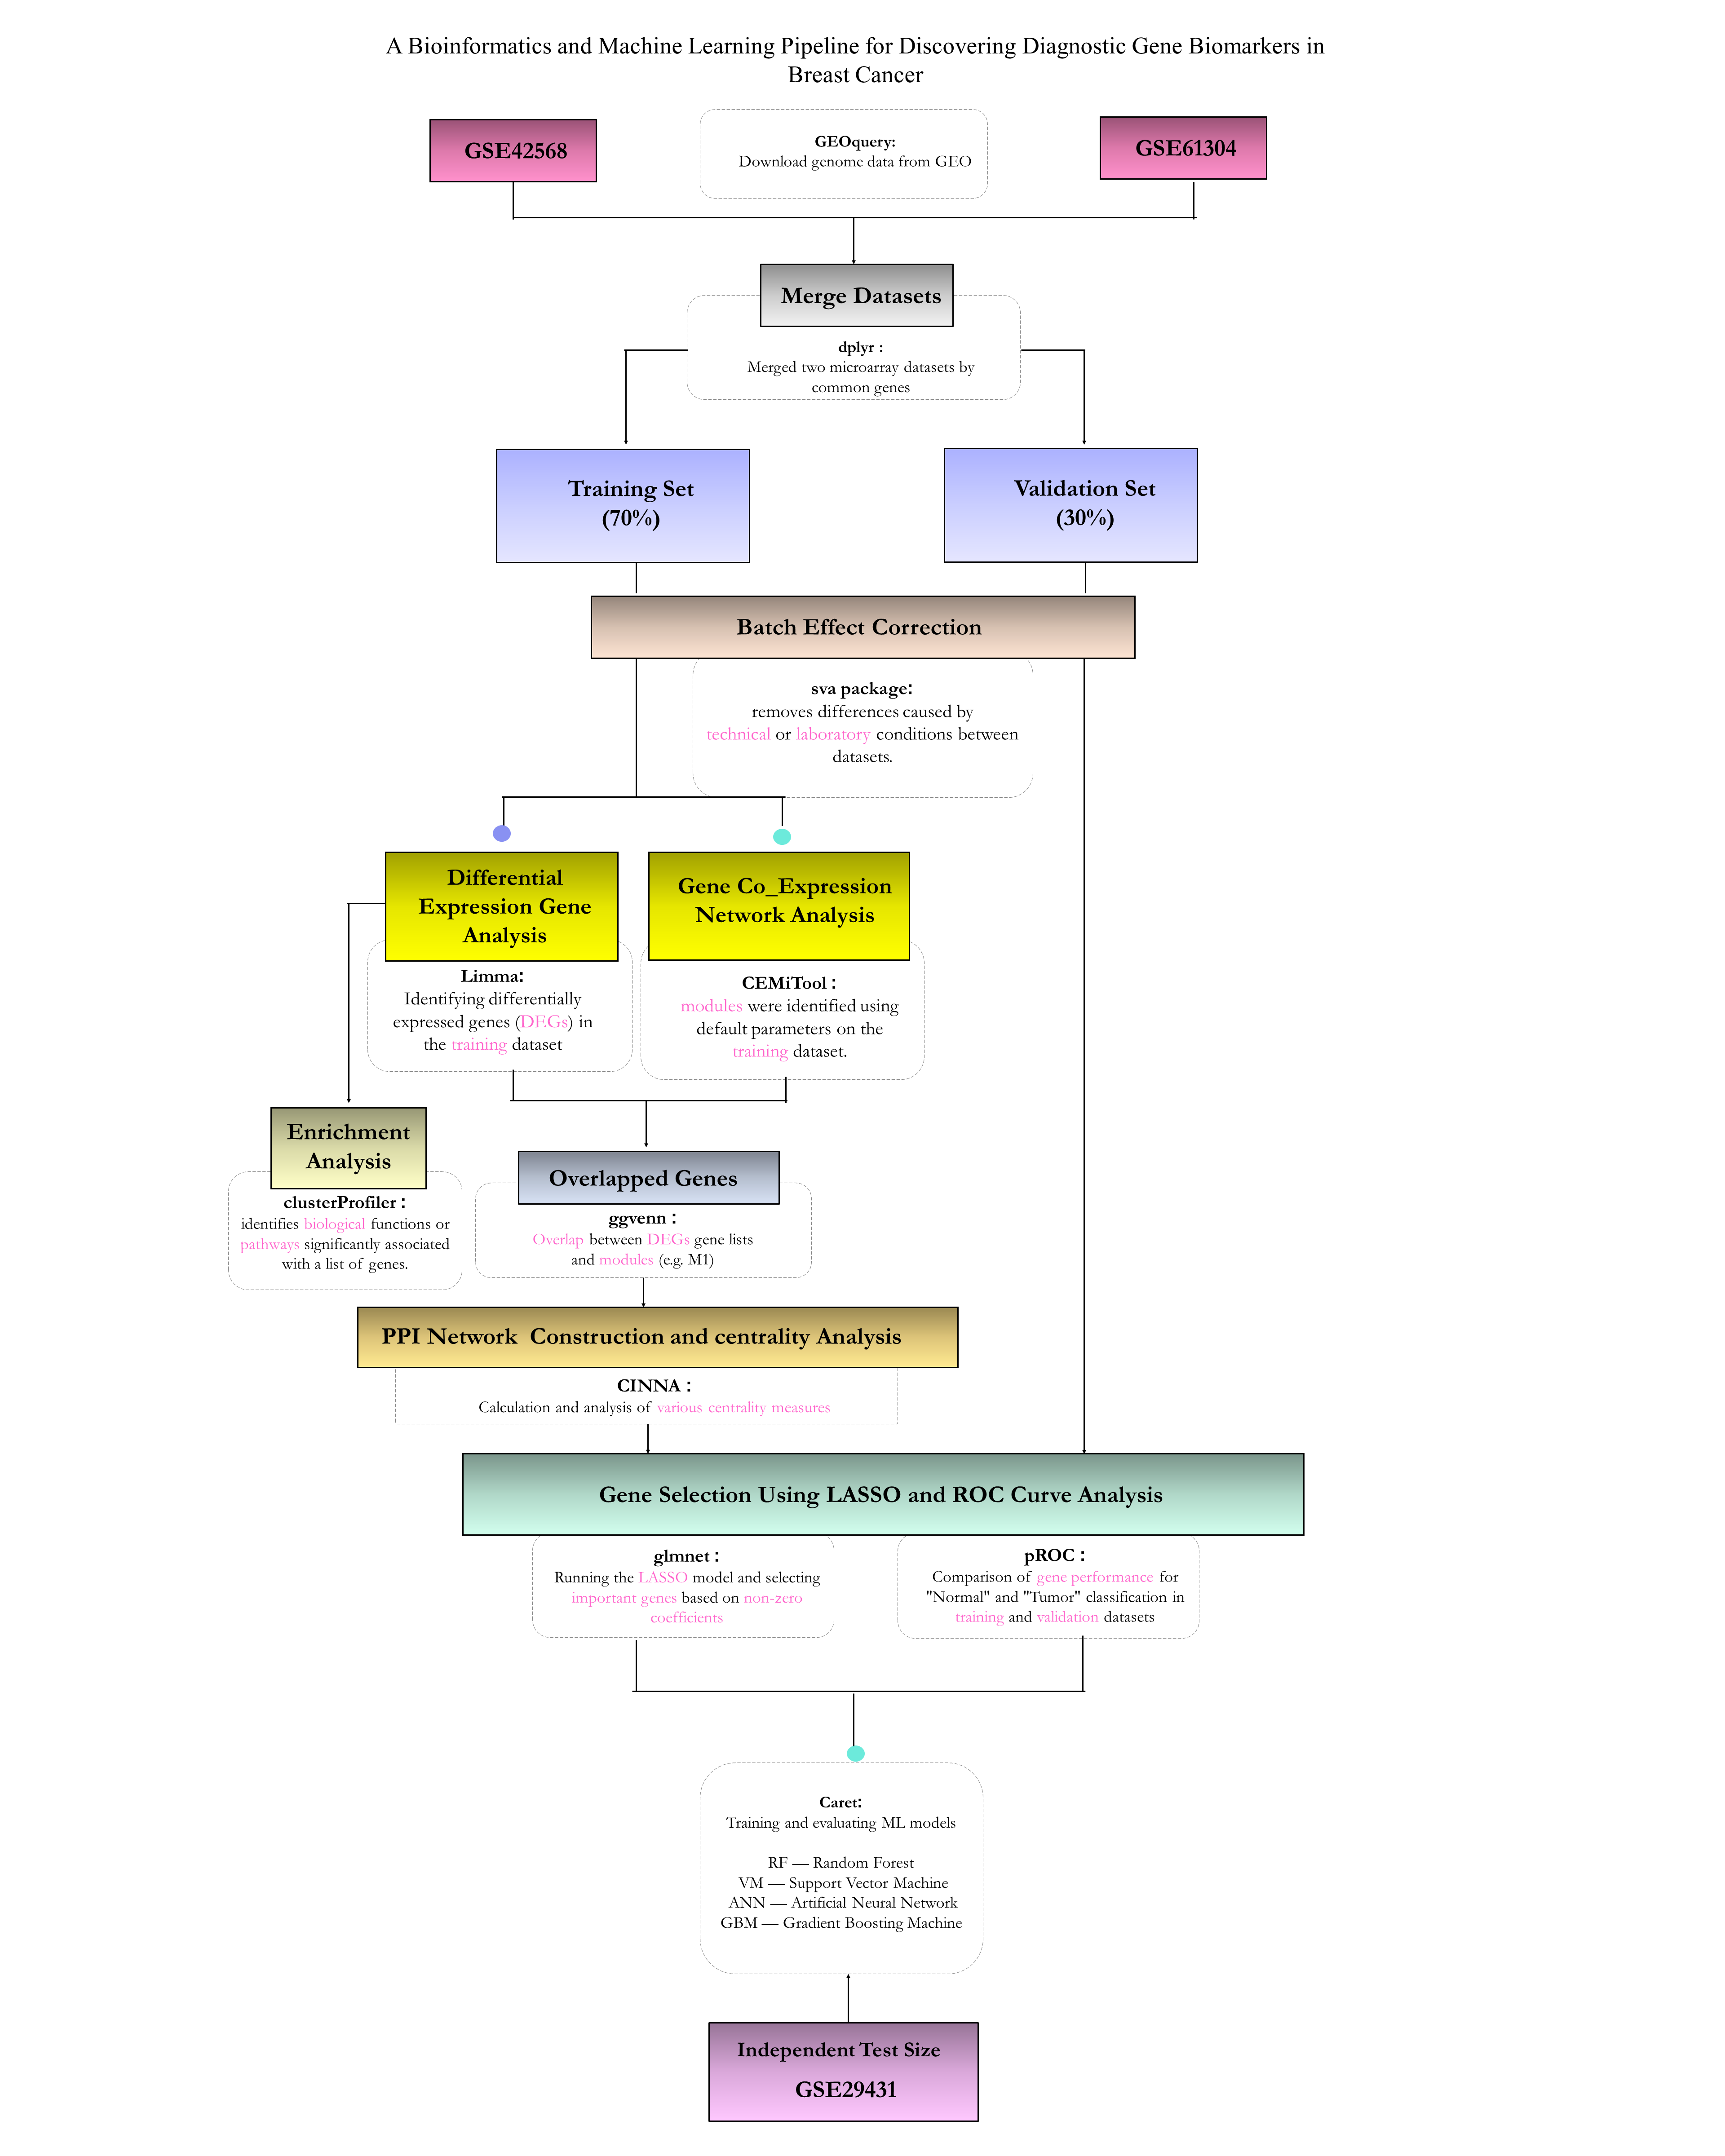 A Bioinformatics and Machine Learning Pipeline for Discovering Diagnostic Gene Biomarkers in
Breast Cancer
GSE42568
GEOquery:
Download genome data from GEO
GSE61304
Merge Datasets
dplyr :
Merged two microarray datasets by
common genes
Training Set
(70%)
Validation Set
(30%)
Batch Effect Correction
sva package:
removes differences caused by
technical or laboratory conditions between
datasets.
Differential
Expression Gene
Analysis
Limma:
Identifying differentially
expressed genes (DEGs) in
the training dataset
Gene Co_Expression
Network Analysis
CEMiTool :
modules were identified using
default parameters on the
training dataset.
Enrichment
Analysis
clusterProfiler :
identifies biological functions or
pathways significantly associated
with a list of genes.
Overlapped Genes
ggvenn :
Overlap between DEGs gene lists
and modules (e.g. M1)
PPI Network  Construction and centrality Analysis
CINNA :
Calculation and analysis of various centrality measures
Gene Selection Using LASSO and ROC Curve Analysis
glmnet :
Running the LASSO model and selecting
important genes based on non-zero
coefficients
pROC :
Comparison of gene performance for
"Normal" and "Tumor" classification in
training and validation datasets
Caret:
Training and evaluating ML models
RF — Random Forest
VM — Support Vector Machine
ANN — Artificial Neural Network
GBM — Gradient Boosting Machine
Independent Test Size
GSE29431